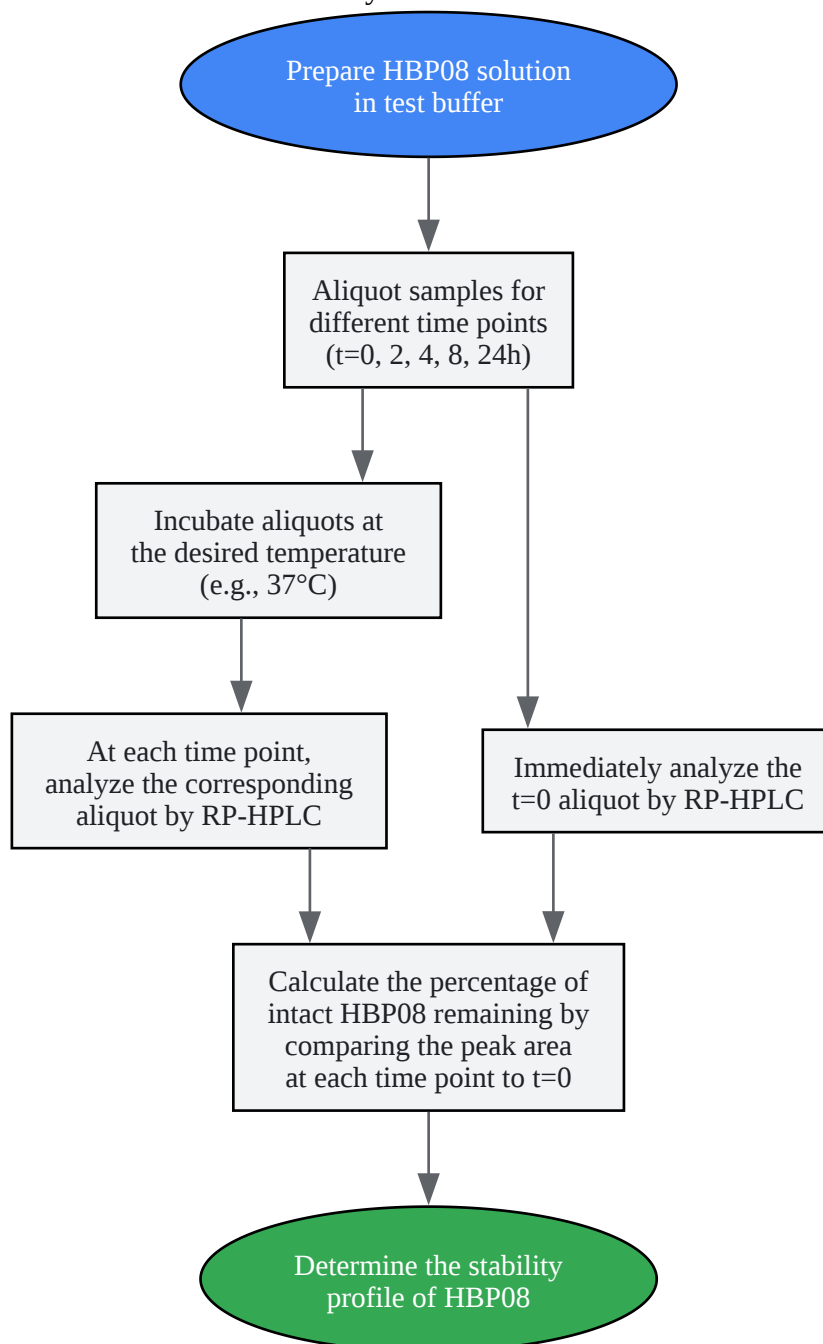 Prepare HBP08 solution
in test buffer
Aliquot samples for
different time points
(t=0, 2, 4, 8, 24h)
Incubate aliquots at
the desired temperature
(e.g., 37°C)
At each time point,
analyze the corresponding
aliquot by RP-HPLC
Immediately analyze the
t=0 aliquot by RP-HPLC
Calculate the percentage of
intact HBP08 remaining by
comparing the peak area
at each time point to t=0
Determine the stability
profile of HBP08